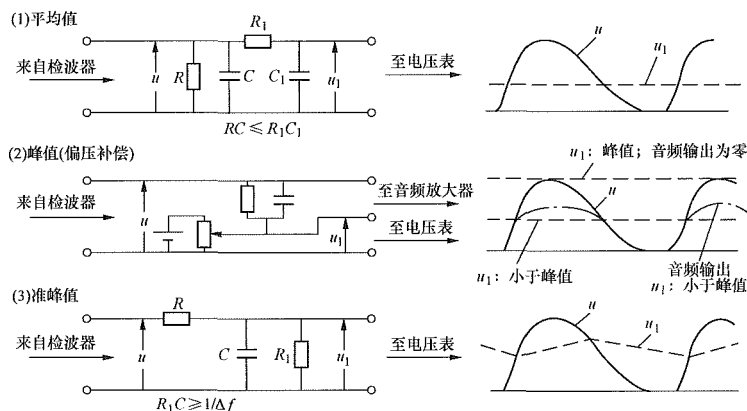 (1)平均值
来自检波器
u
R
C
R₁
C₁
u₁
RC ≤ R₁C₁
至电压表
u
u₁
(2)峰值(偏压补偿)
来自检波器
u
u₁
至音频放大器
至电压表
u₁：峰值；音频输出为零
u
u₁：小于峰值
音频输出
u₁：小于峰值
(3)准峰值
来自检波器
u
R
C
R₁
u₁
R₁C ≥ 1/Δf
至电压表
u
u₁